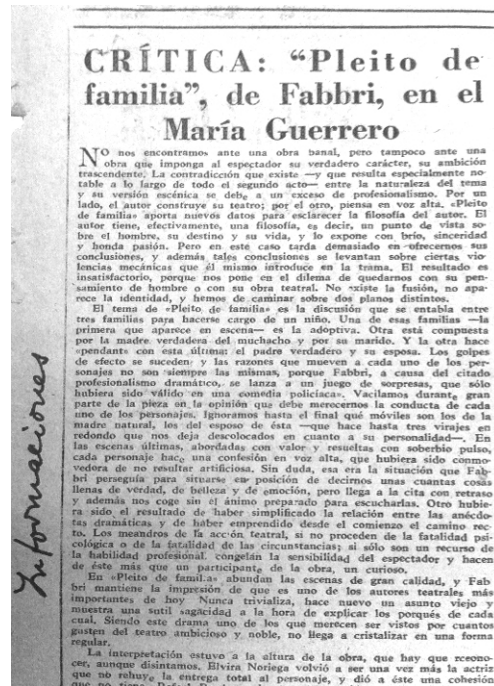 CRÍTICA: "Pleito de
familia", de Fabbri, en el
María Guerrero
NO nos encontramos ante una obra banal, pero tampoco ante una
obra que imponga al espectador su verdadero carácter, su ambición
trascendente. La contradicción que existe —y que resulta especialmente no-
table a lo largo de todo el segundo acto— entre la naturaleza del tema
y su versión escénica se debe a un exceso de profesionalismo. Por un
lado, el autor construye su teatro; por el otro, piensa en voz alta. «Pleito
de familia» aporta nuevos datos para esclarecer la filosofía del autor. El
autor tiene, efectivamente, una filosofía, es decir, un punto de vista so-
bre el hombre, su destino y su vida, y lo expone con brío, sinceridad
y honda pasión. Pero en este caso tarda demasiado en ofrecernos sus
conclusiones, y además tales conclusiones se levantan sobre ciertas vio-
lencias mecánicas que él mismo introduce en la trama. El resultado es
insatisfactorio, porque nos pone en el dilema de quedarnos con su pen-
samiento de hombre o con su obra teatral. No existe la fusión, no apa-
rece la identidad, y hemos de caminar sobre dos planos distintos.
El tema de «Pleito de familia» es la discusión que se entabla entre
tres familias para hacerse cargo de un niño. Una de esas familias —la
primera que aparece en escena— es la adoptiva. Otra está compuesta
por la madre verdadera del muchacho y por su marido. Y la otra hace
«pendant» con esta última: el padre verdadero y su esposa. Los golpes
de efecto se suceden y las razones que mueven a cada uno de los per-
sonajes no son siempre las mismas, porque Fabbri, a causa del citado
profesionalismo dramático, se lanza a un juego de sorpresas, que sólo
hubiera sido válido en una comedia policíaca. Vacilamos durante gran
parte de la pieza en la opinión que debe merecernos la conducta de cada
uno de los personajes. Ignoramos hasta el final qué móviles son los de la
madre natural, los del esposo de ésta —que hace hasta tres virajes en
redondo que nos deja descolocados en cuanto a su personalidad—. En
las escenas últimas, abordadas con valor y resueltas con soberbio pulso,
cada personaje hace una confesión en voz alta, que hubiera sido conmo-
vedora de no resultar artificiosa. Sin duda, esa era la situación que Fab-
bri perseguía para situarse en posición de decirnos unas cuantas cosas
llenas de verdad, de belleza y de emoción, pero llega a la cita con retraso
y además nos coge sin el ánimo preparado para escucharlas. Otro hubie-
ra sido el resultado de haber simplificado la relación entre las anécdo-
tas dramáticas y de haber emprendido desde el comienzo el camino rec-
to. Los meandros de la acción teatral, si no proceden de la fatalidad psi-
cológica o de la fatalidad de las circunstancias; si sólo son un recurso de
la habilidad profesional, congelan la sensibilidad del espectador y hacen
de éste más que un participante de la obra, un curioso.
En «Pleito de familia» abundan las escenas de gran calidad, y Fab
bri mantiene la impresión de que es uno de los autores teatrales más
importantes de hoy Nunca trivializa, hace nuevo un asunto viejo y
muestra una sutil sagacidad a la hora de explicar los porqués de cada
cual. Siendo este drama uno de los que merecen ser vistos por cuantos
gusten del teatro ambicioso y noble, no llega a cristalizar en una forma
regular.
La interpretación estuvo a la altura de la obra, que hay que recono-
cer, aunque disintamos. Elvira Noriega volvió a ser una vez más la actriz
que no rehuye la entrega total al personaje, y dió a éste una cohesión
Informaciones